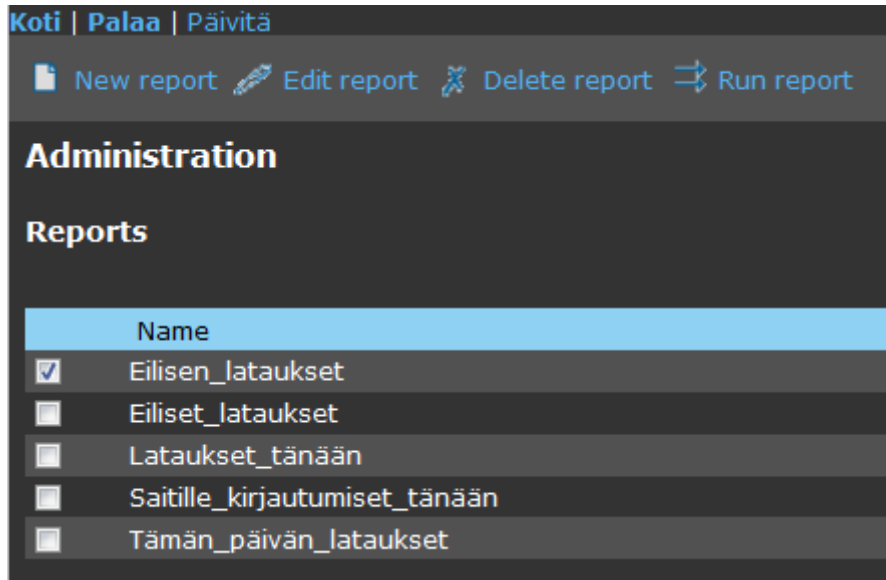 Koti | Palaa | Päivitä
New report Edit report Delete report Run report
Administration
Reports
Name
Eilisen_lataukset
Eiliset_lataukset
Lataukset_tänään
Saitille_kirjautumiset_tänään
Tämän_päivän_lataukset